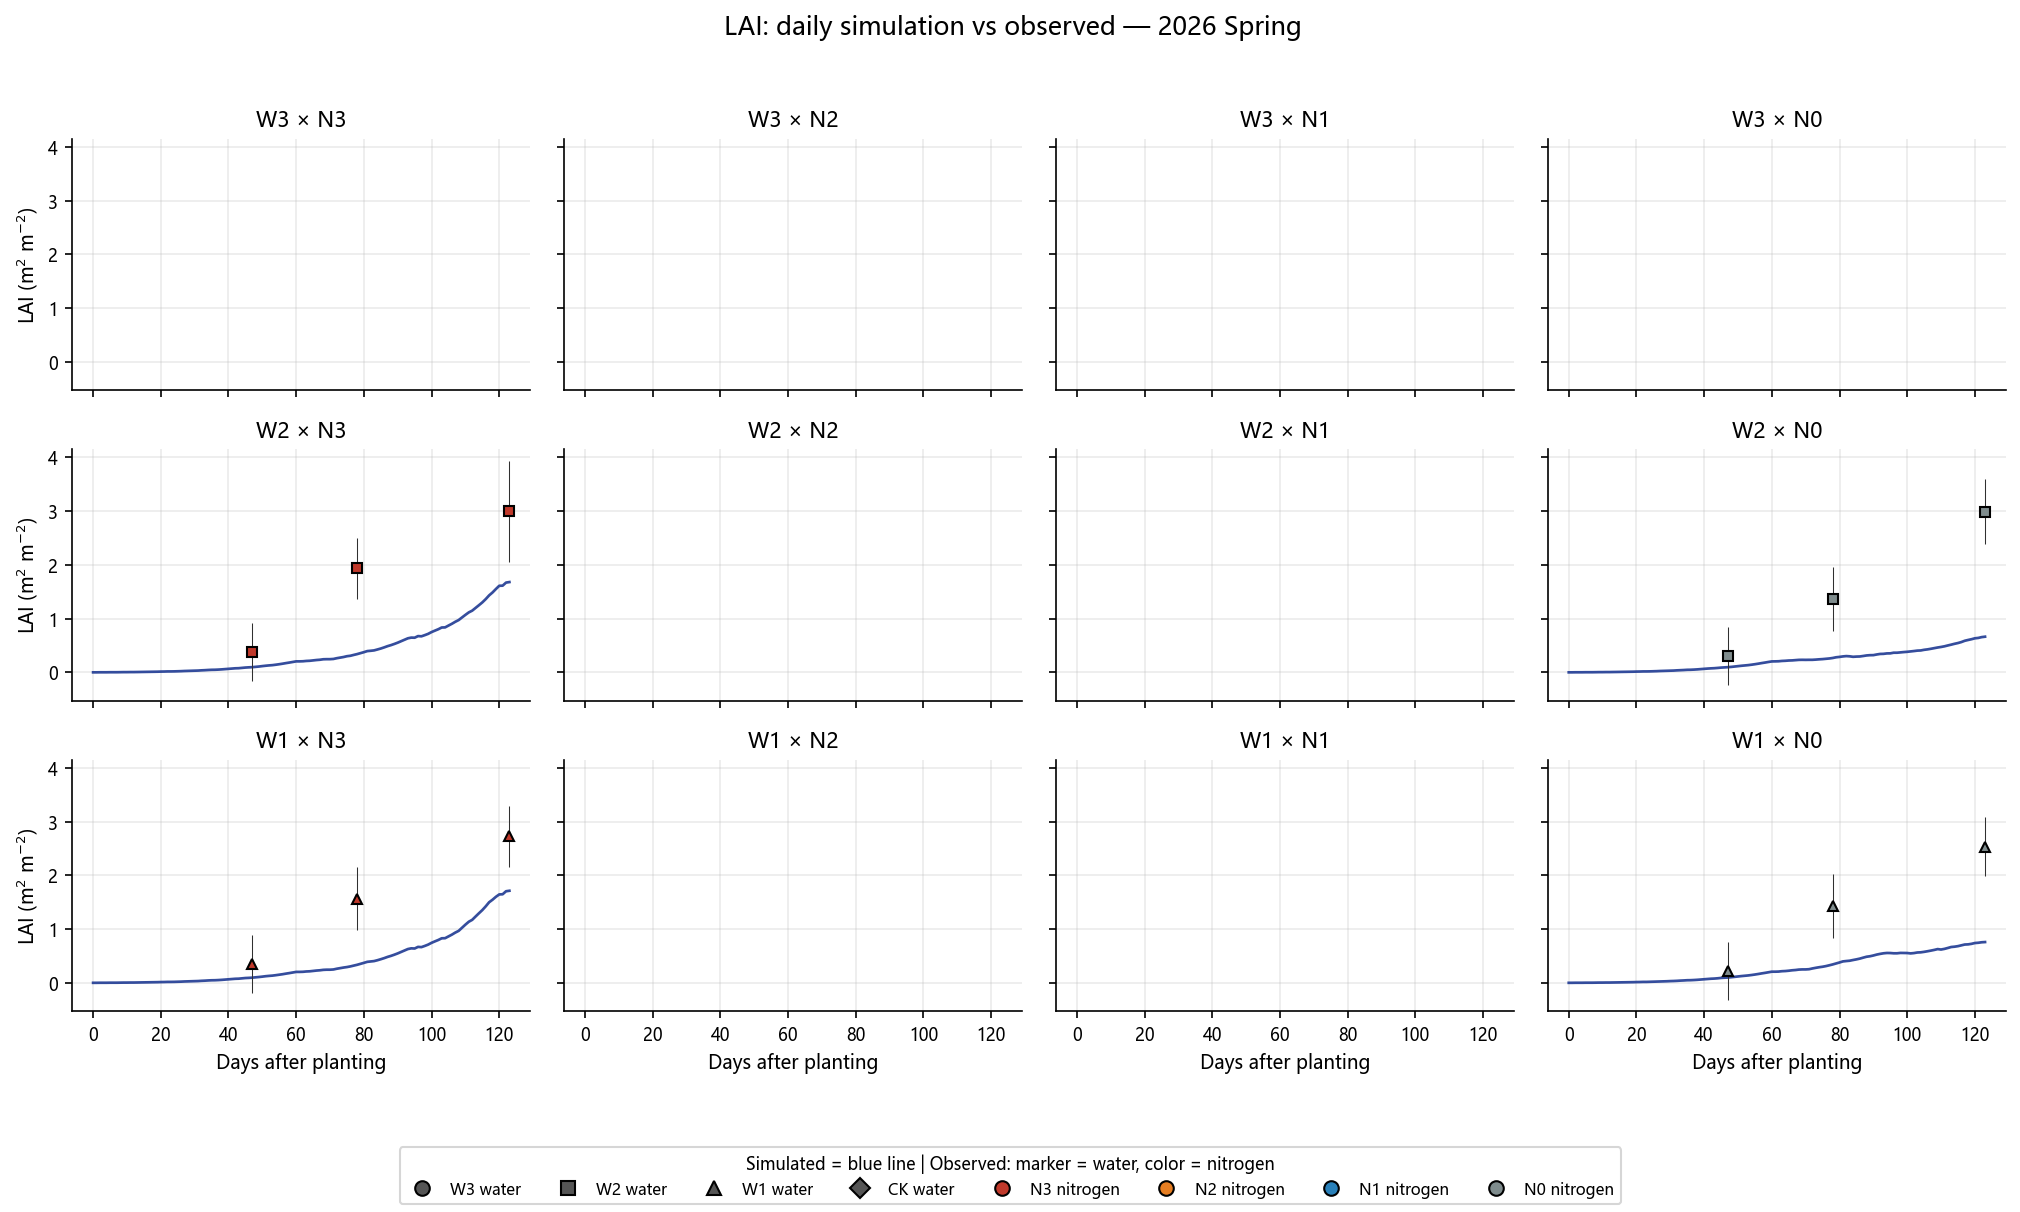 LAI: daily simulation vs observed — 2026 Spring
W3 × N3 W3 × N2 W3 × N1 W3 × N0
4
3
2
1
0
LAI (m² m⁻²)
W2 × N3 W2 × N2 W2 × N1 W2 × N0
4
3
2
1
0
LAI (m² m⁻²)
W1 × N3 W1 × N2 W1 × N1 W1 × N0
4
3
2
1
0
LAI (m² m⁻²)
0 20 40 60 80 100 120 0 20 40 60 80 100 120 0 20 40 60 80 100 120 0 20 40 60 80 100 120
Days after planting Days after planting Days after planting Days after planting
Simulated = blue line | Observed: marker = water, color = nitrogen
W3 water W2 water W1 water CK water N3 nitrogen N2 nitrogen N1 nitrogen N0 nitrogen